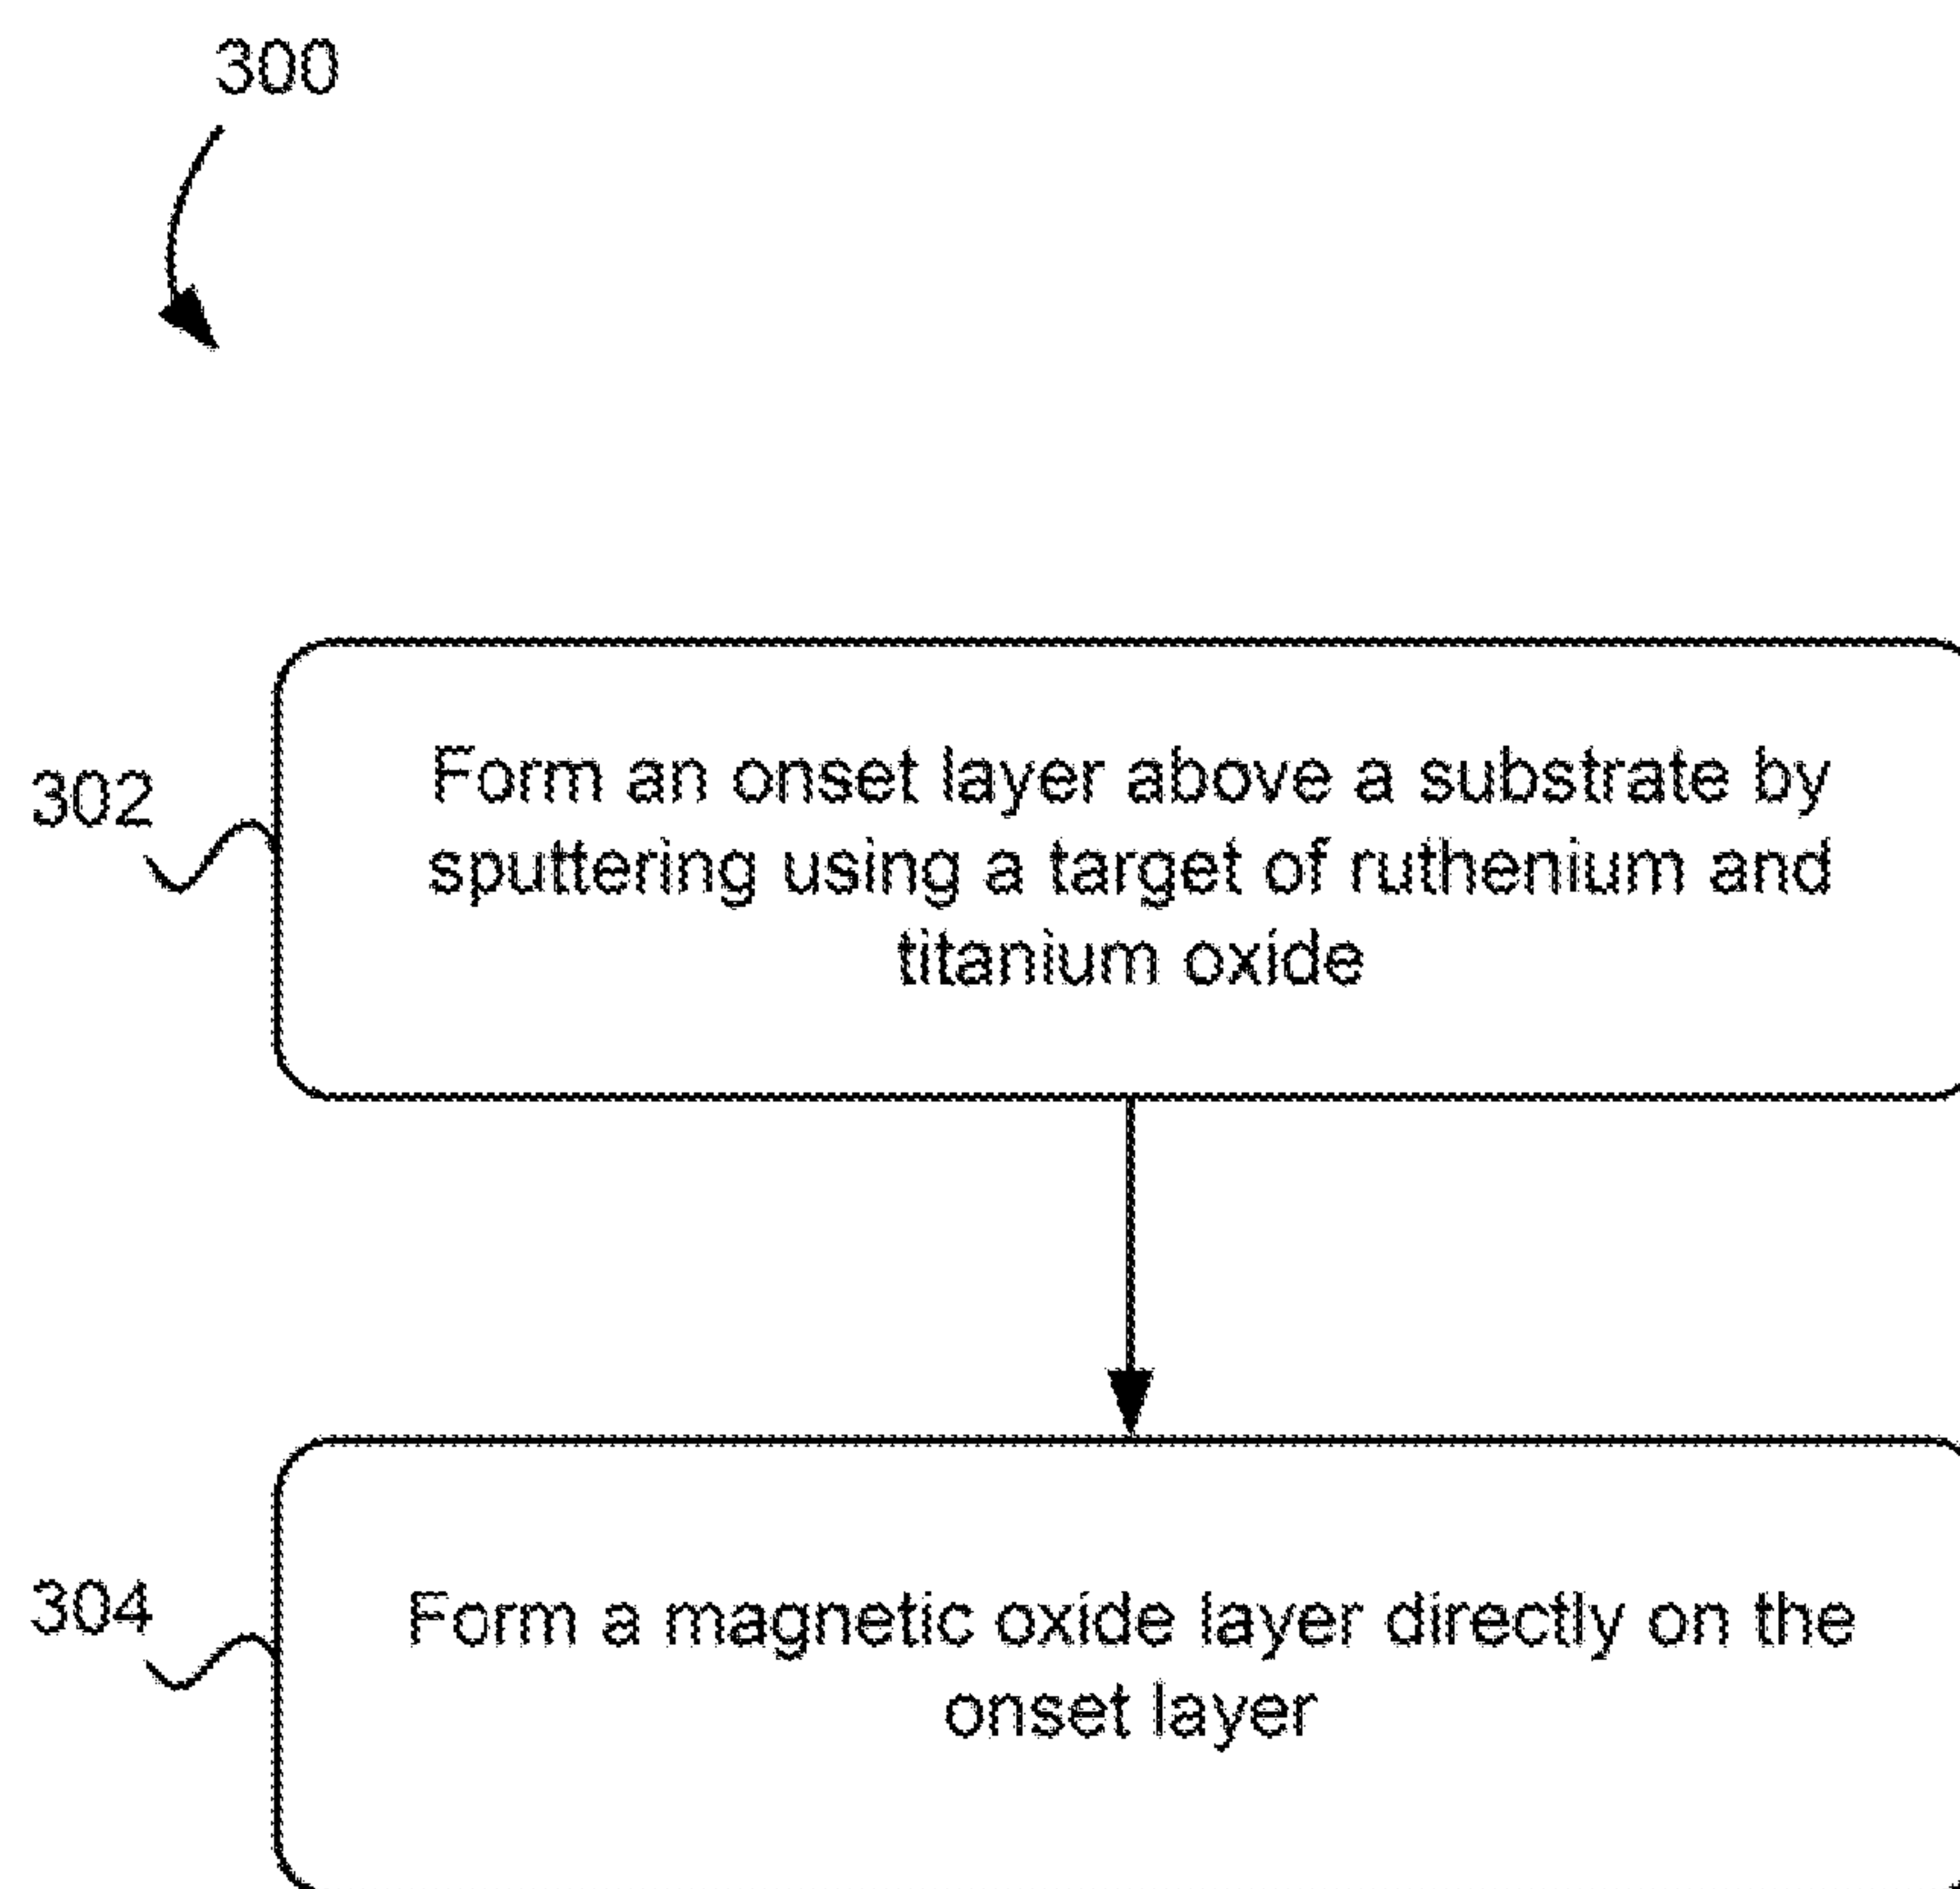 300
302
Form an onset layer above a substrate by
sputtering using a target of ruthenium and
titanium oxide
304
Form a magnetic oxide layer directly on the
onset layer